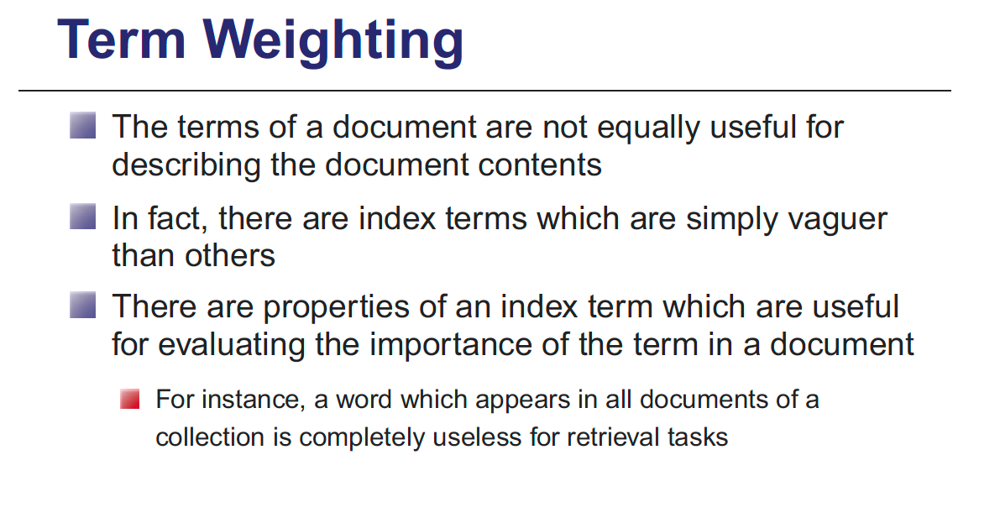 Term Weighting
The terms of a document are not equally useful for
describing the document contents
In fact, there are index terms which are simply vaguer
than others
There are properties of an index term which are useful
for evaluating the importance of the term in a document
For instance, a word which appears in all documents of a
collection is completely useless for retrieval tasks